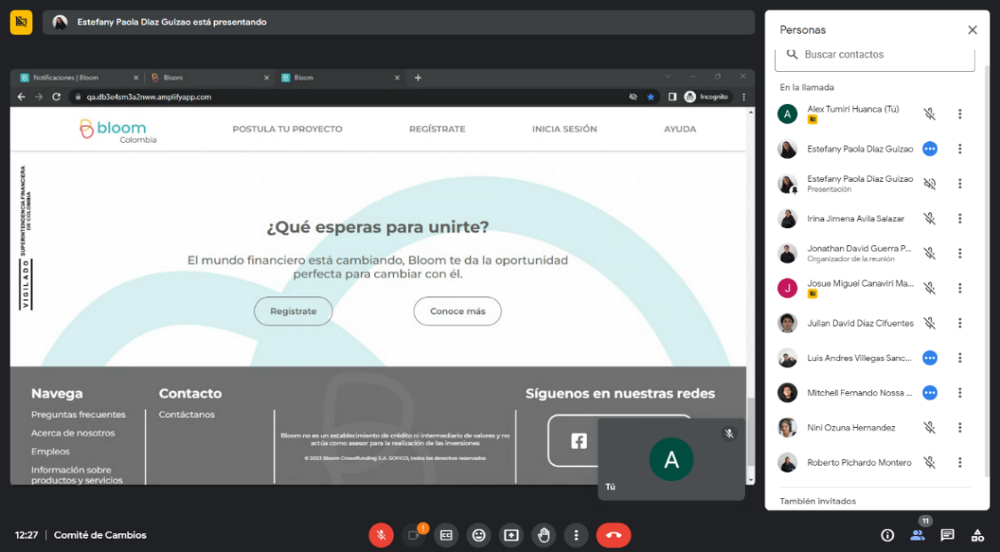 Estefany Paola Diaz Guizao está presentando
Notificaciones | Bloom
Bloom
Bloom
qa.db3e4sm3a2nww.amplifyapp.com
Incognito
bloom
Colombia
POSTULA TU PROYECTO
REGÍSTRATE
INICIA SESIÓN
AYUDA
VIGILADO
SUPERINTENDENCIA FINANCIERA
DE COLOMBIA
¿Qué esperas para unirte?
El mundo financiero está cambiando, Bloom te da la oportunidad
perfecta para cambiar con él.
Regístrate
Conoce más
Navega
Preguntas frecuentes
Acerca de nosotros
Empleos
Información sobre
productos y servicios
Contacto
Contáctanos
Bloom no es un establecimiento de crédito ni intermediario de valores y no
actúa como asesor para la realización de las inversiones
© 2023 Bloom Crowdfunding S.A. SOFICO, todos los derechos reservados
Síguenos en nuestras redes
A
Tú
12:27 | Comité de Cambios
Personas
Buscar contactos
En la llamada
A
Alex Tumiri Huanca (Tú)
Estefany Paola Diaz Guizao
Estefany Paola Diaz Guizao
Presentación
Irina Jimena Avila Salazar
Jonathan David Guerra P...
Organizador de la reunión
J
Josue Miguel Canaviri Ma...
Julian David Diaz Cifuentes
Luis Andres Villegas Sanc...
Mitchell Fernando Nossa ...
Nini Ozuna Hernandez
Roberto Pichardo Montero
También invitados
11